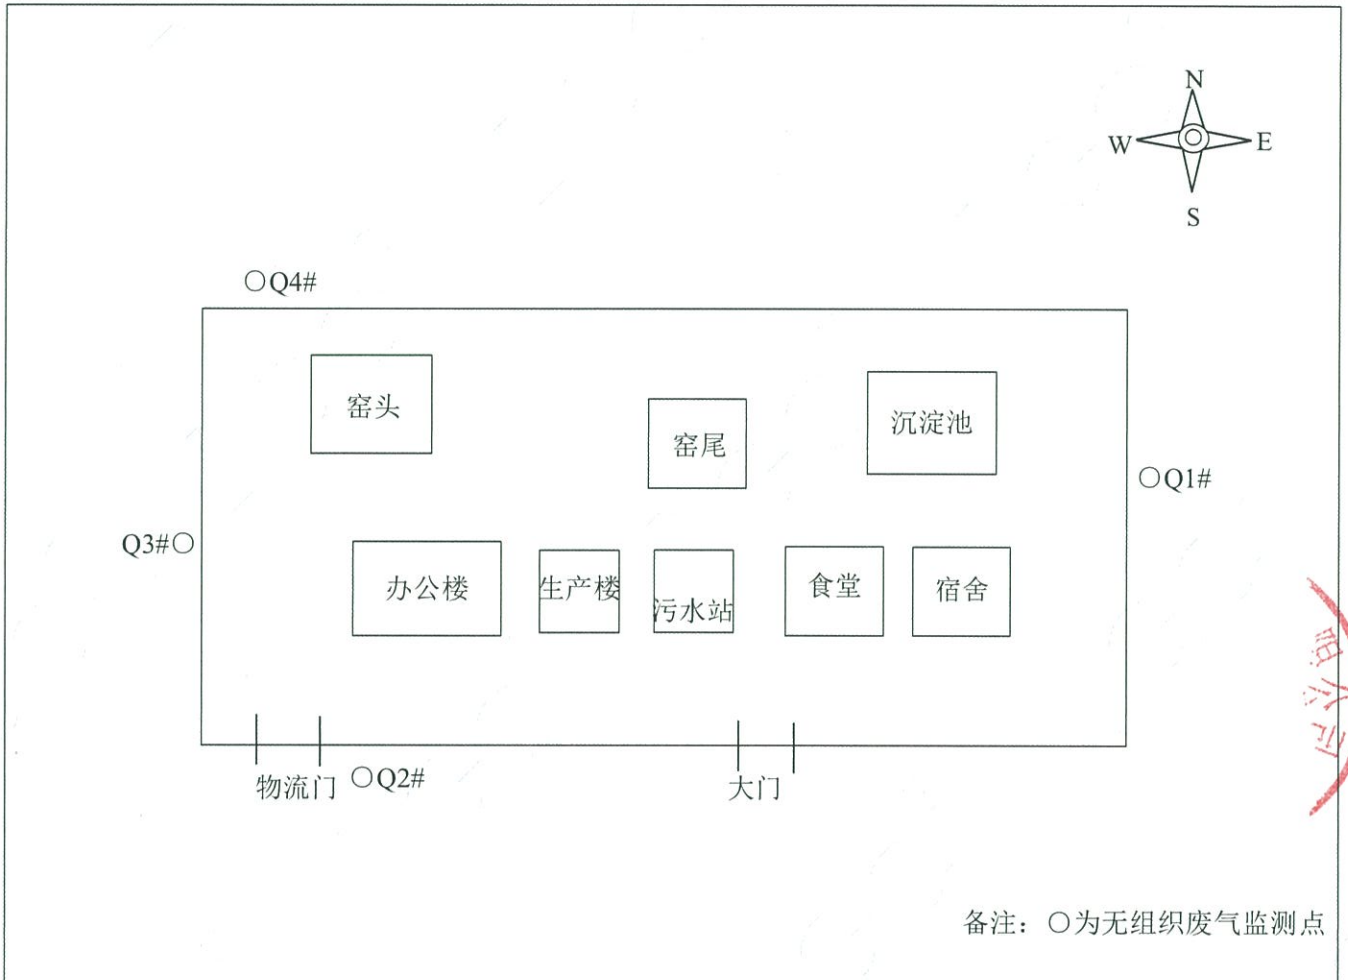 N
W
E
S
○Q4#
窑头
窑尾
沉淀池
○Q1#
Q3#○
办公楼
生产楼
污水站
食堂
宿舍
物流门
○Q2#
大门
备注：○为无组织废气监测点
公司